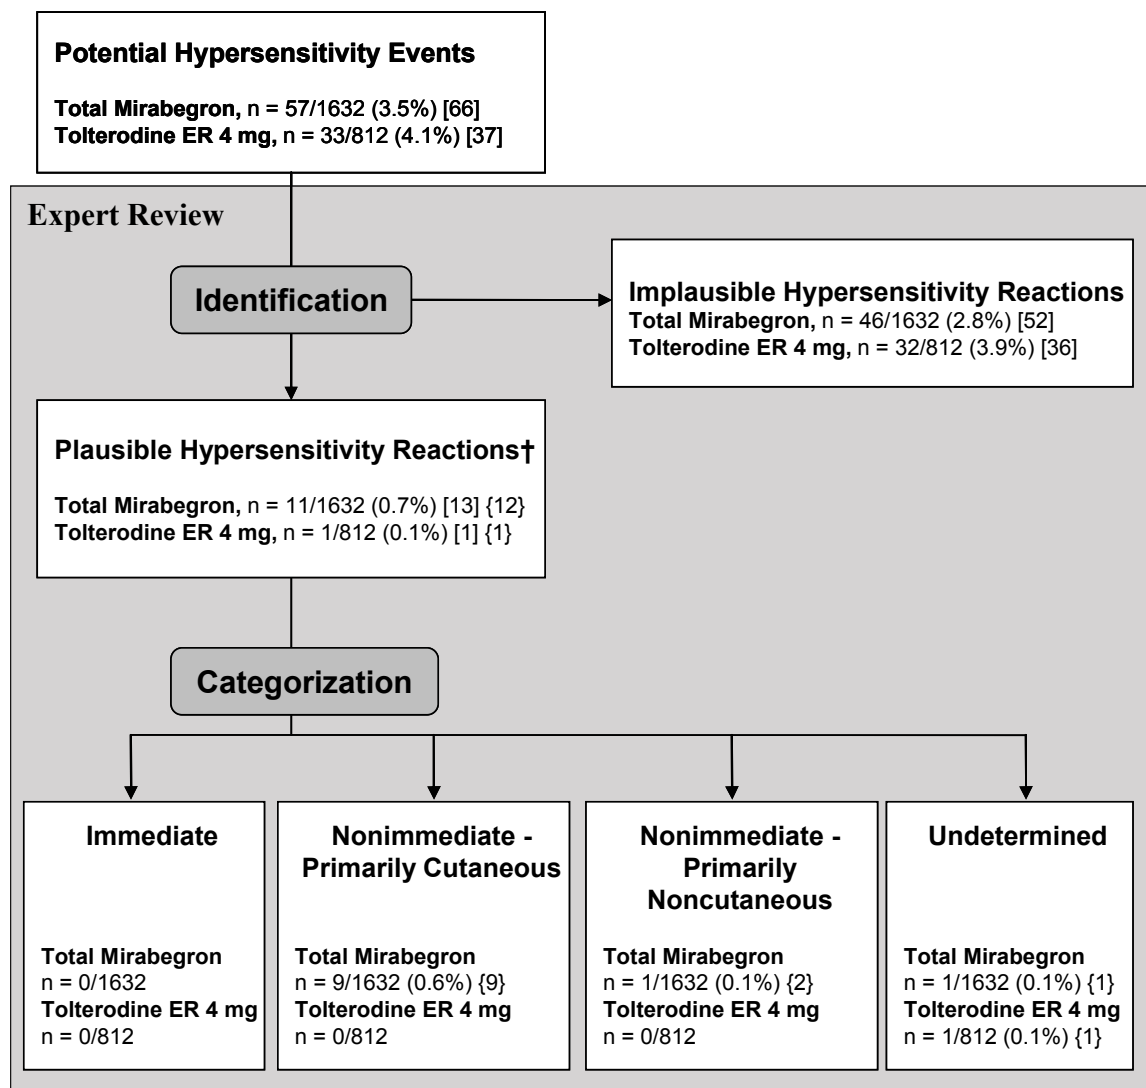 Potential Hypersensitivity Events
Total Mirabegron, n = 57/1632 (3.5%) [66]
Tolterodine ER 4 mg, n = 33/812 (4.1%) [37]
Expert Review
Identification
Implausible Hypersensitivity Reactions
Total Mirabegron, n = 46/1632 (2.8%) [52]
Tolterodine ER 4 mg, n = 32/812 (3.9%) [36]
Plausible Hypersensitivity Reactions†
Total Mirabegron, n = 11/1632 (0.7%) [13] {12}
Tolterodine ER 4 mg, n = 1/812 (0.1%) [1] {1}
Categorization
Immediate
Total Mirabegron
n = 0/1632
Tolterodine ER 4 mg
n = 0/812
Nonimmediate -
Primarily Cutaneous
Total Mirabegron
n = 9/1632 (0.6%) {9}
Tolterodine ER 4 mg
n = 0/812
Nonimmediate -
Primarily
Noncutaneous
Total Mirabegron
n = 1/1632 (0.1%) {2}
Tolterodine ER 4 mg
n = 0/812
Undetermined
Total Mirabegron
n = 1/1632 (0.1%) {1}
Tolterodine ER 4 mg
n = 1/812 (0.1%) {1}